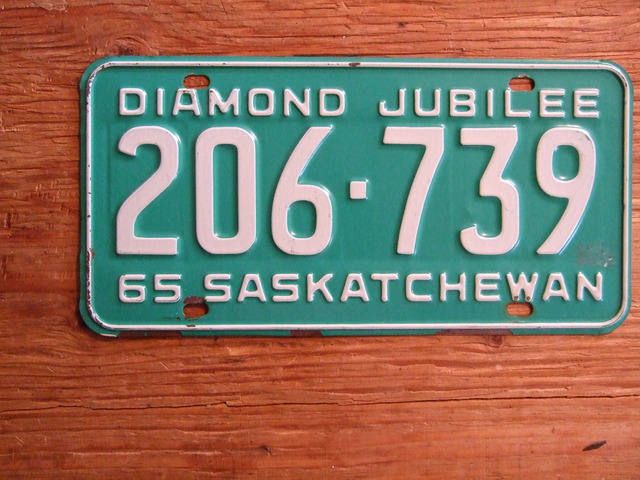 DIAMOND JUBILEE
206·739
65 SASKATCHEWAN